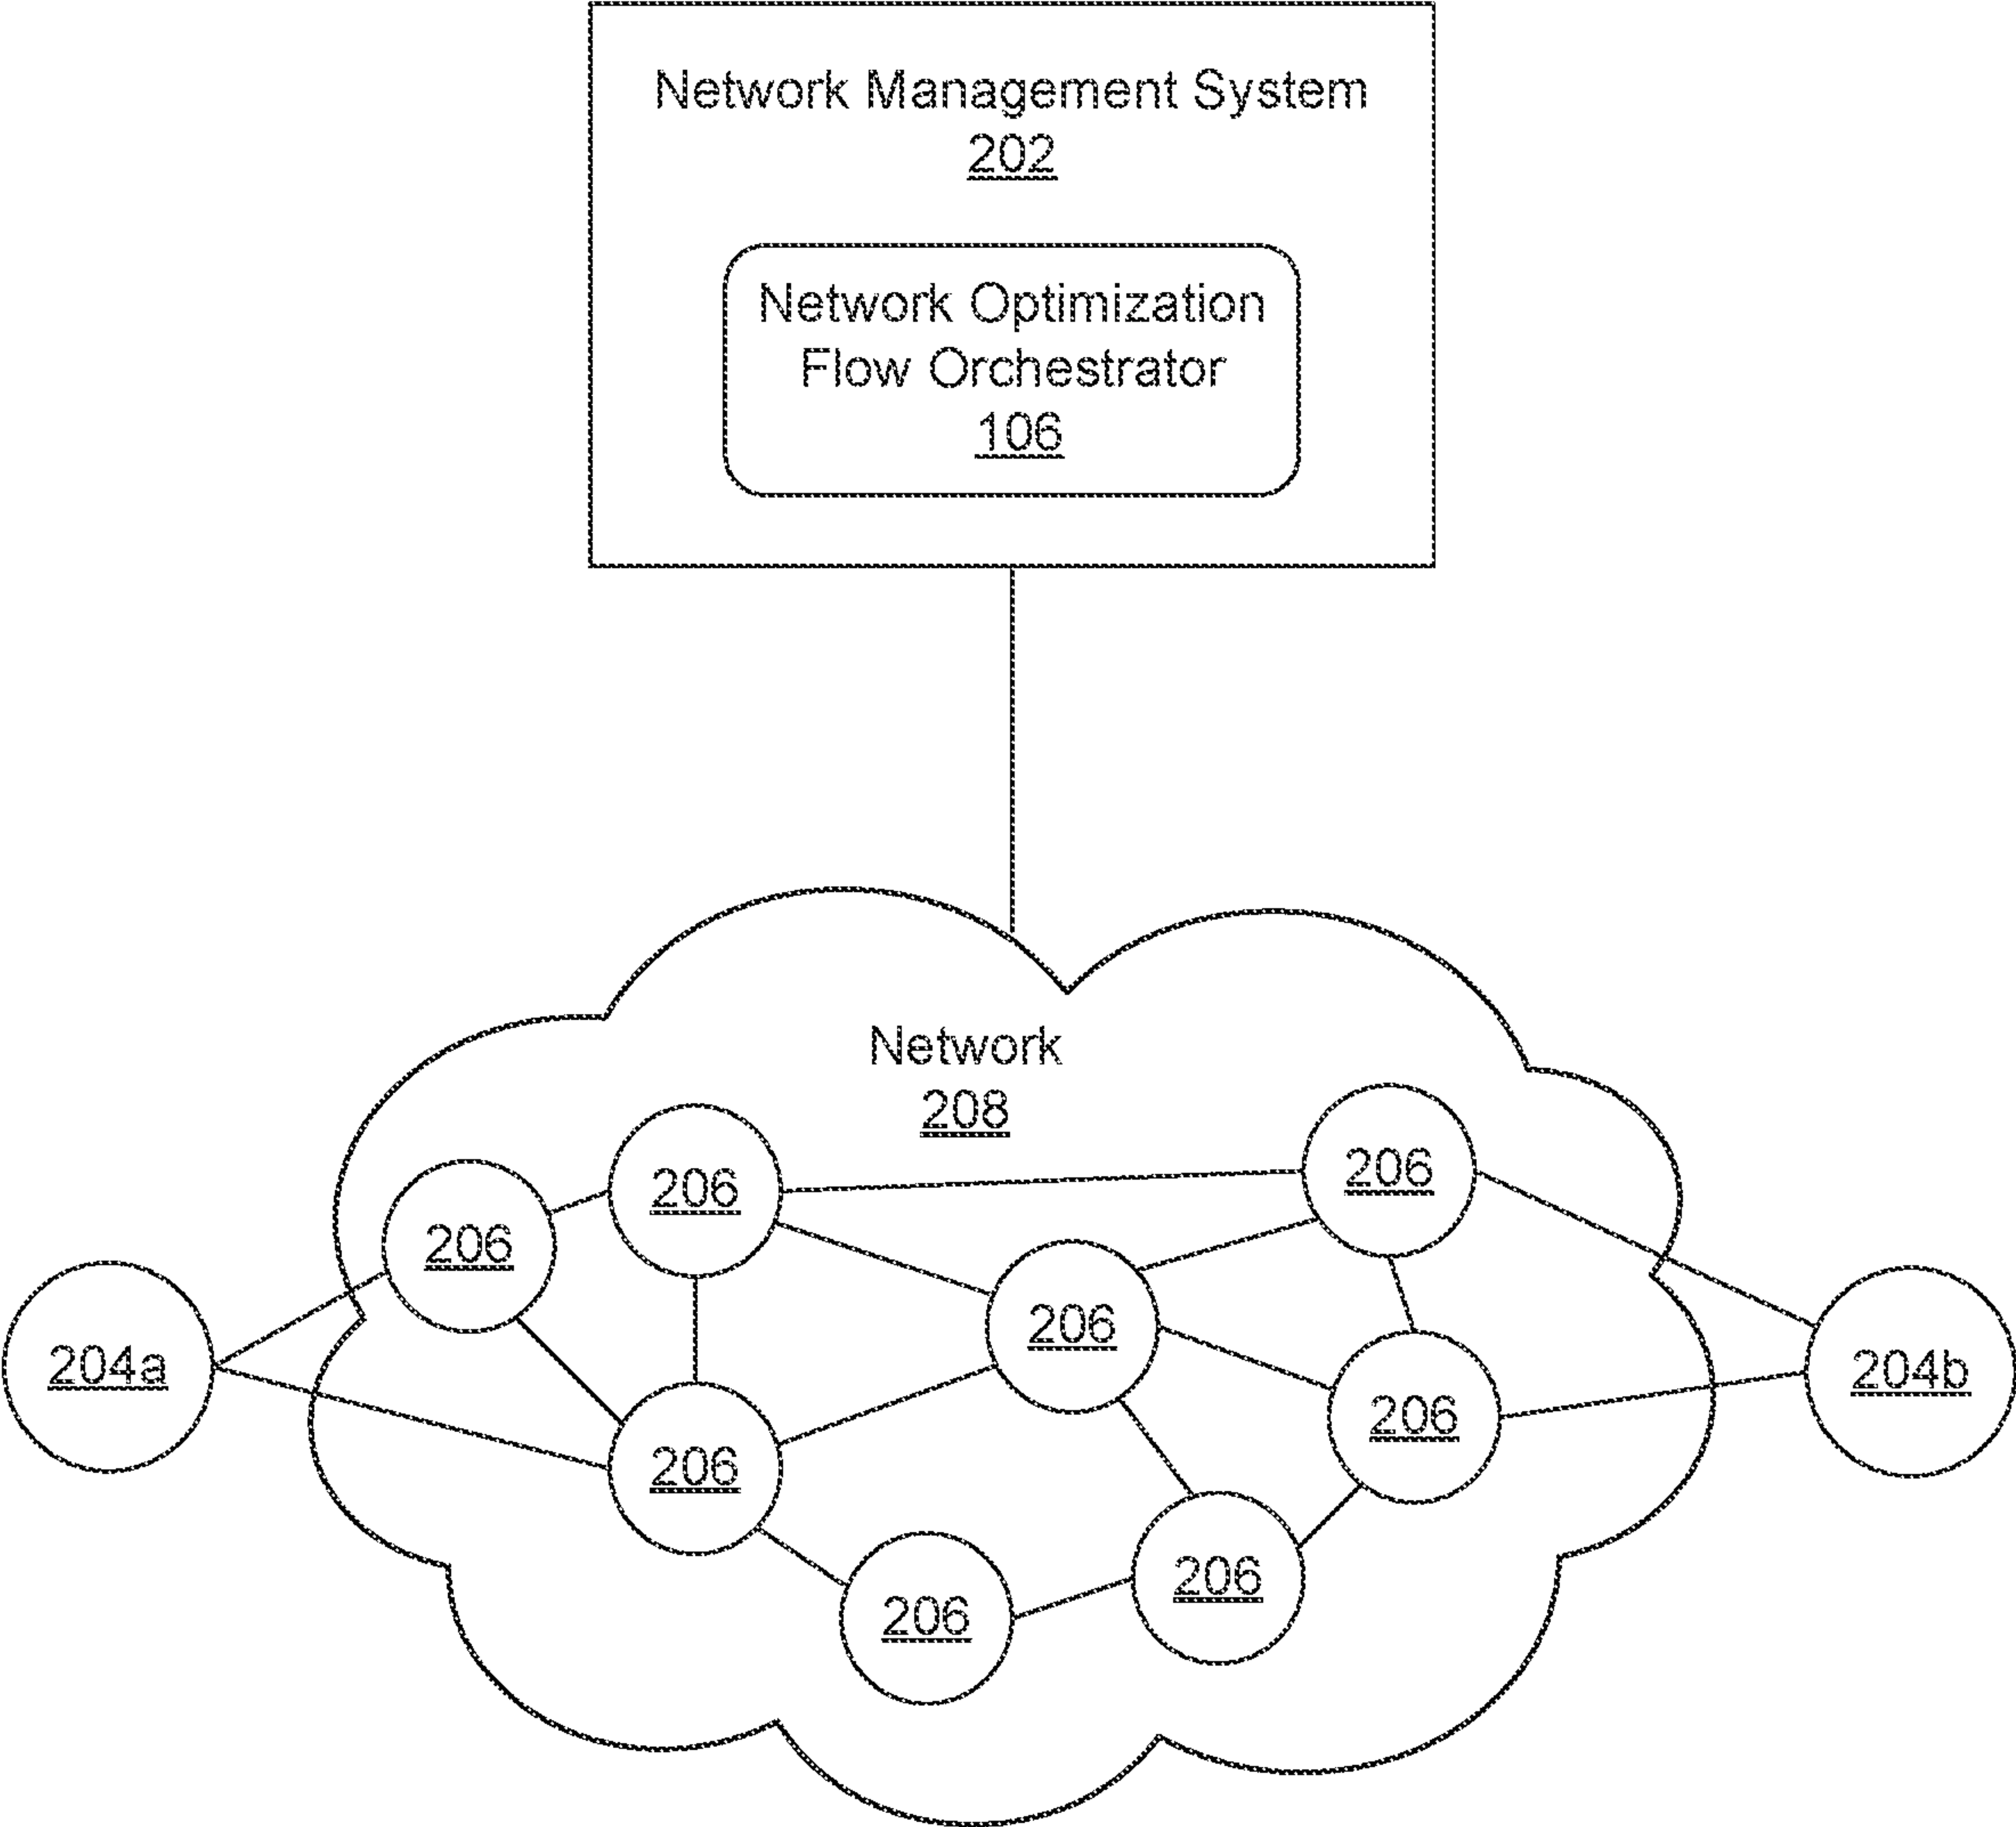 Network Management System
202
Network Optimization
Flow Orchestrator
106
Network
208
206
206
206
206
204a
204b
206
206
206
206